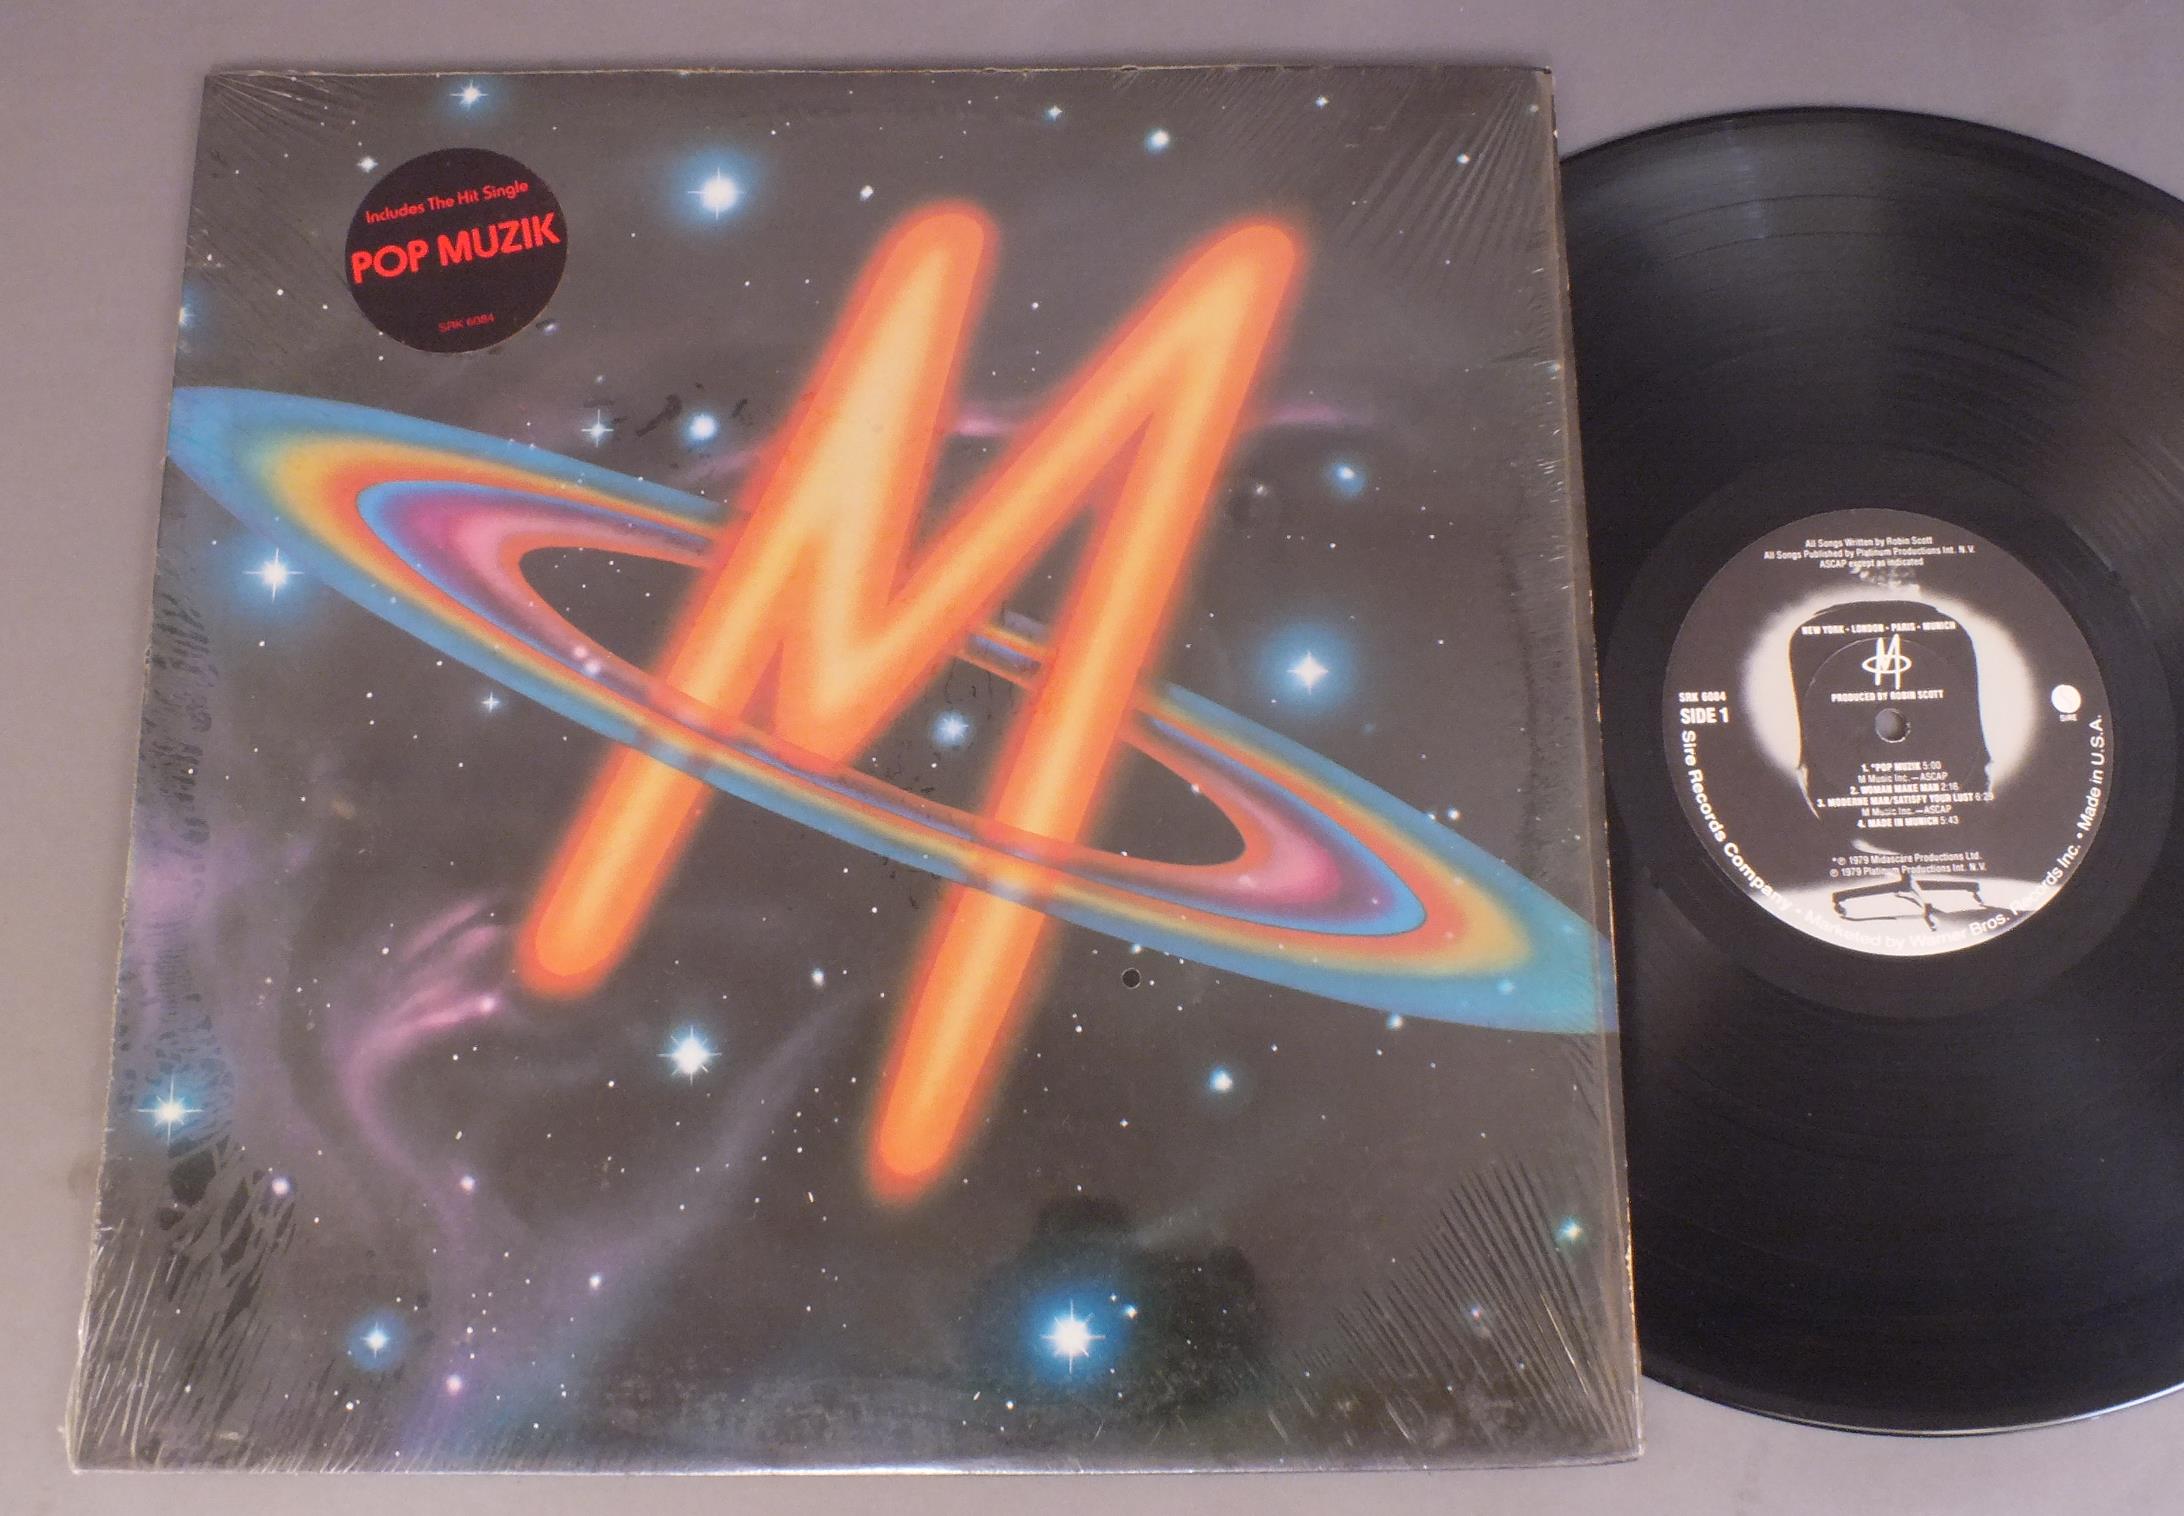 Includes The Hit Single
POP MUZIK
SRK 6084
M
All Songs Written by Robin Scott
All Songs Published by Platinum Productions Int. N.V.
ASCAP except as indicated
NEW YORK • LONDON • PARIS • MUNICH
M
PRODUCED BY ROBIN SCOTT
SRK 6084
SIDE 1
SIRE
1. *POP MUZIK 5:00
M Music Inc.—ASCAP
2. WOMAN MAKE MAN 2:16
3. MODERNE MAN/SATISFY YOUR LUST
M Music Inc.—ASCAP
4. MADE IN MUNICH 5:43
*℗ 1979 Midascare Productions Ltd.
℗ 1979 Platinum Productions Int. N.V.
Sire Records Company • Marketed by Warner Bros. Records Inc. • Made in U.S.A.